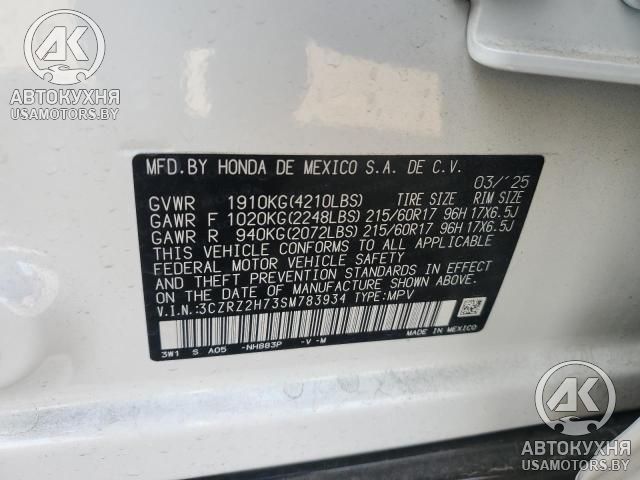 AK
АВТОКУХНЯ
USAMOTORS.BY
MFD.BY HONDA DE MEXICO S.A. DE C.V.
03/'25
GVWR 1910KG(4210LBS) TIRE SIZE RIM SIZE
GAWR F 1020KG(2248LBS) 215/60R17 96H 17X6.5J
GAWR R 940KG(2072LBS) 215/60R17 96H 17X6.5J
THIS VEHICLE CONFORMS TO ALL APPLICABLE
FEDERAL MOTOR VEHICLE SAFETY
AND THEFT PREVENTION STANDARDS IN EFFECT
ON THE DATE OF MANUFACTURE SHOWN ABOVE.
V.I.N.:3CZRZ2H73SM783934 TYPE:MPV
3W1 S A05 -NH883P -V-M
MADE IN MEXICO
AK
АВТОКУХНЯ
USAMOTORS.BY